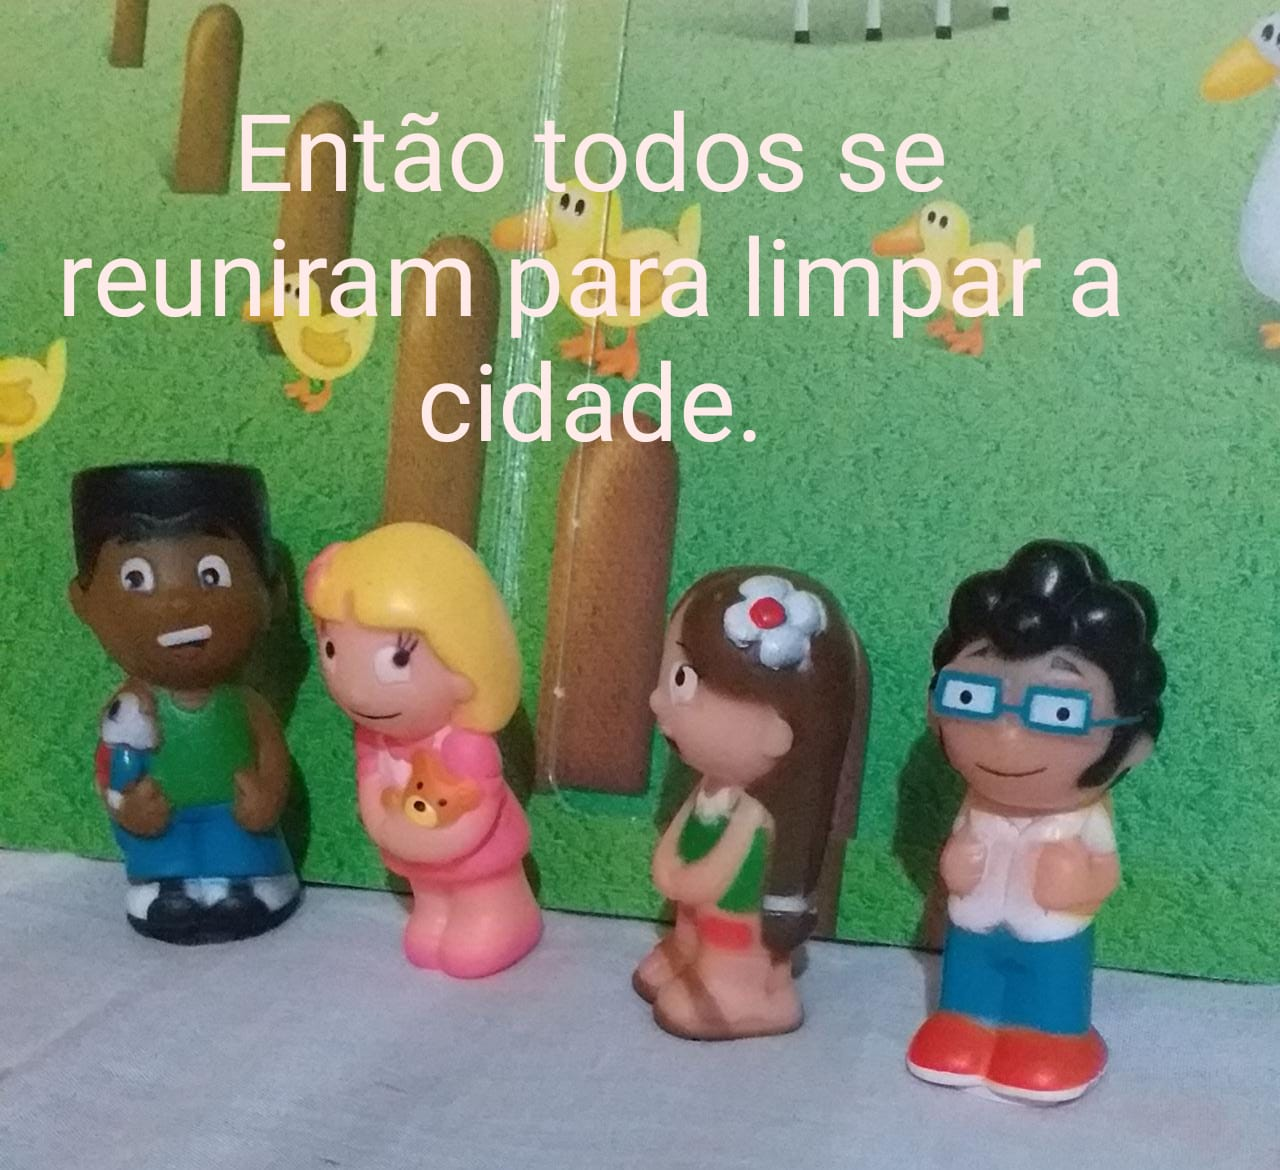 Então todos se
reuniram para limpar a
cidade.